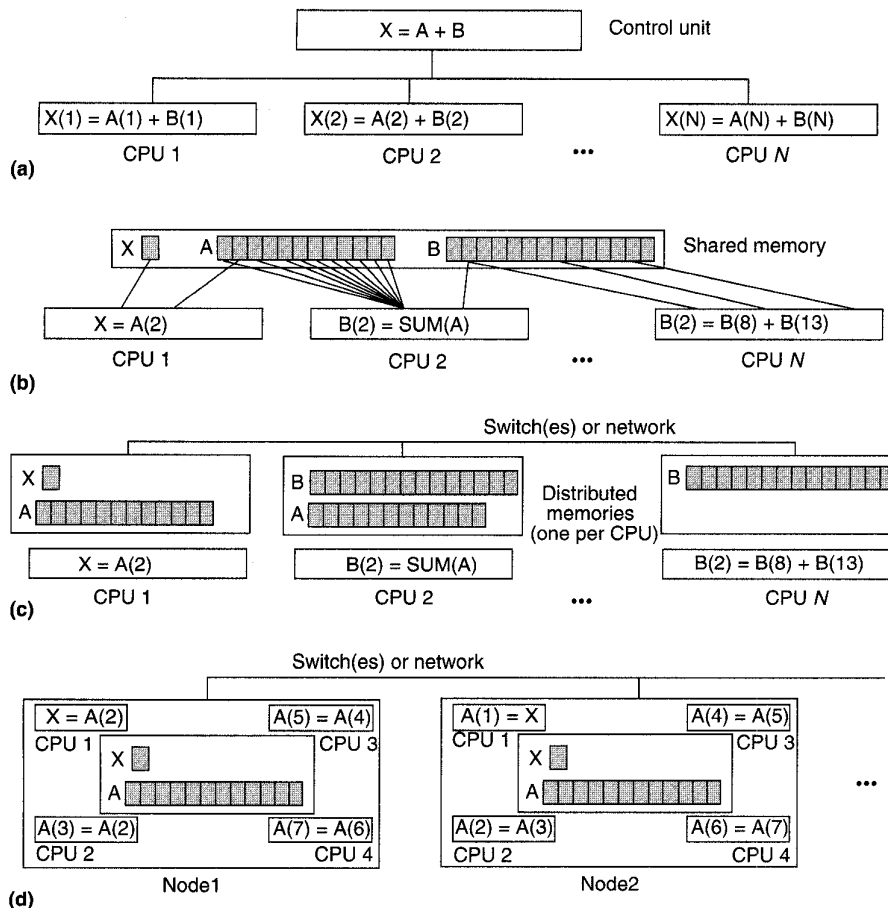 X = A + B
Control unit
X(1) = A(1) + B(1)
X(2) = A(2) + B(2)
X(N) = A(N) + B(N)
CPU 1
CPU 2
•••
CPU N
(a)
X
A
B
Shared memory
X = A(2)
B(2) = SUM(A)
B(2) = B(8) + B(13)
CPU 1
CPU 2
•••
CPU N
(b)
Switch(es) or network
X
A
B
A
Distributed
memories
(one per CPU)
B
X = A(2)
B(2) = SUM(A)
B(2) = B(8) + B(13)
CPU 1
CPU 2
•••
CPU N
(c)
Switch(es) or network
X = A(2)
CPU 1
A(5) = A(4)
CPU 3
X
A
A(3) = A(2)
CPU 2
A(7) = A(6)
CPU 4
Node1
A(1) = X
CPU 1
A(4) = A(5)
CPU 3
X
A
A(2) = A(3)
CPU 2
A(6) = A(7)
CPU 4
Node2
•••
(d)